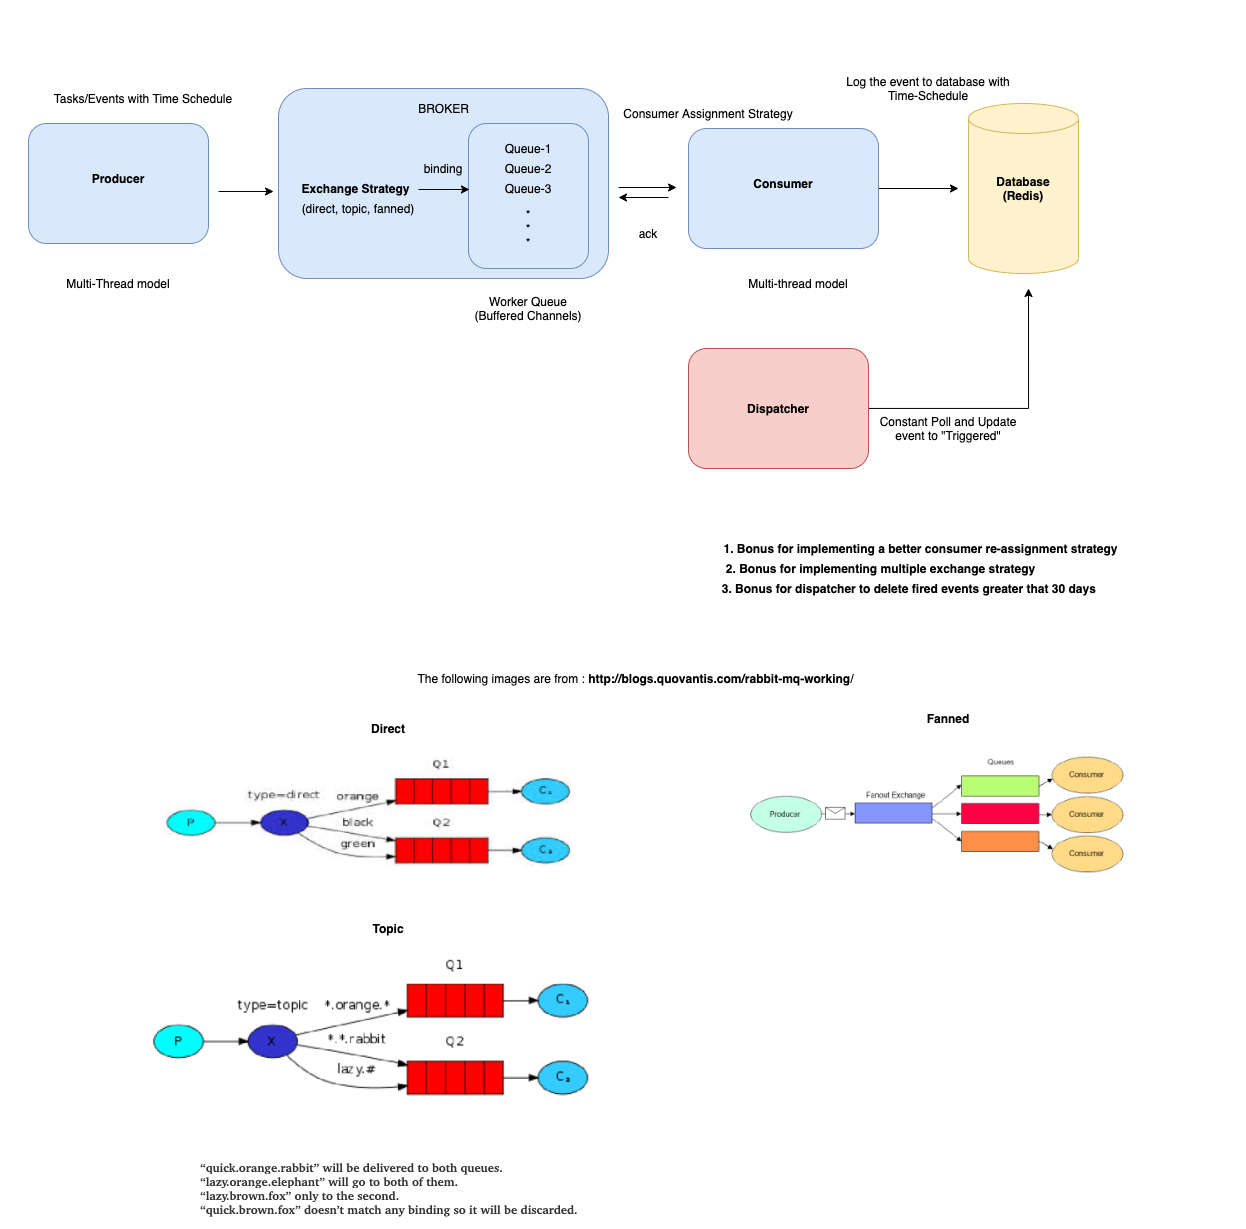 Log the event to database with
Time-Schedule
Tasks/Events with Time Schedule
BROKER
Consumer Assignment Strategy
Producer
Exchange Strategy
(direct, topic, fanned)
binding
Queue-1
Queue-2
Queue-3
*
*
*
ack
Consumer
Database
(Redis)
Multi-Thread model
Worker Queue
(Buffered Channels)
Multi-thread model
Dispatcher
Constant Poll and Update
event to "Triggered"
1. Bonus for implementing a better consumer re-assignment strategy
2. Bonus for implementing multiple exchange strategy
3. Bonus for dispatcher to delete fired events greater that 30 days
The following images are from : http://blogs.quovantis.com/rabbit-mq-working/
Direct
Q1
type=direct
orange
black
green
P
X
Q2
C₁
C₂
Fanned
Queues
Fanout Exchange
Producer
Consumer
Consumer
Consumer
Topic
Q1
type=topic
*.orange.*
*.*.rabbit
lazy.#
P
X
Q2
C₁
C₂
“quick.orange.rabbit” will be delivered to both queues.
“lazy.orange.elephant” will go to both of them.
“lazy.brown.fox” only to the second.
“quick.brown.fox” doesn’t match any binding so it will be discarded.